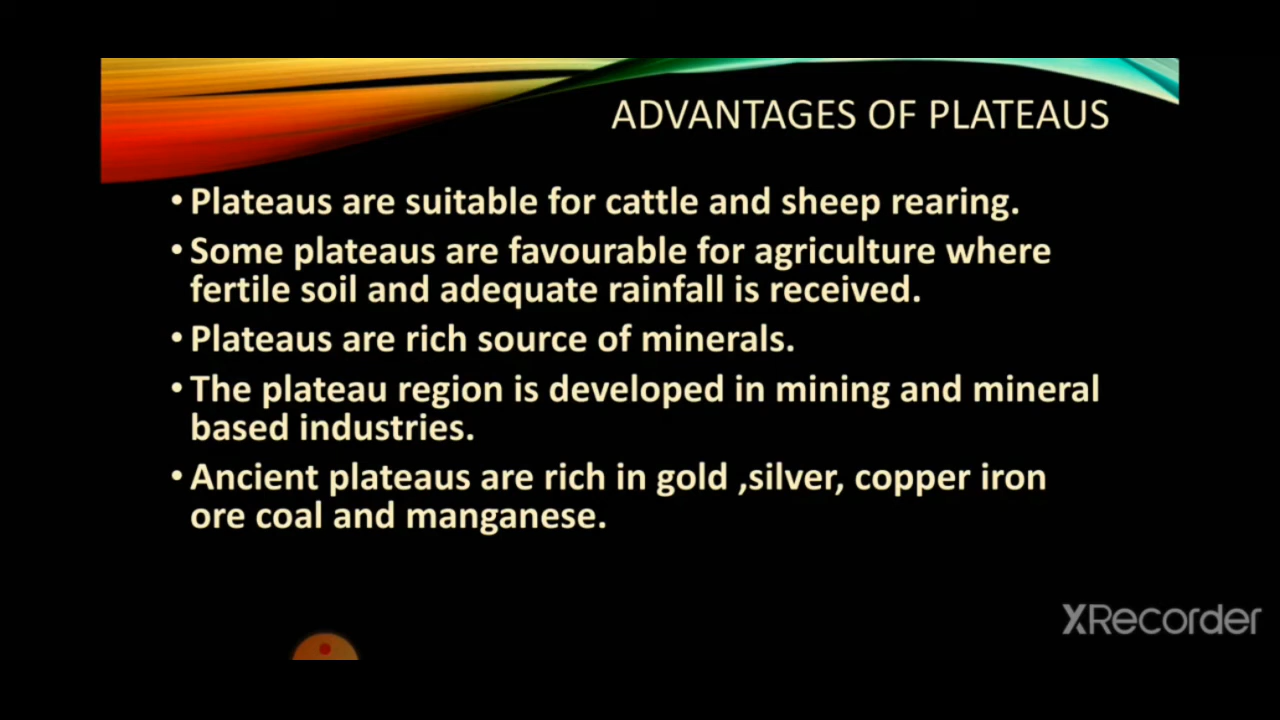 ADVANTAGES OF PLATEAUS
• Plateaus are suitable for cattle and sheep rearing.
• Some plateaus are favourable for agriculture where
fertile soil and adequate rainfall is received.
• Plateaus are rich source of minerals.
• The plateau region is developed in mining and mineral
based industries.
• Ancient plateaus are rich in gold ,silver, copper iron
ore coal and manganese.
XRecorder